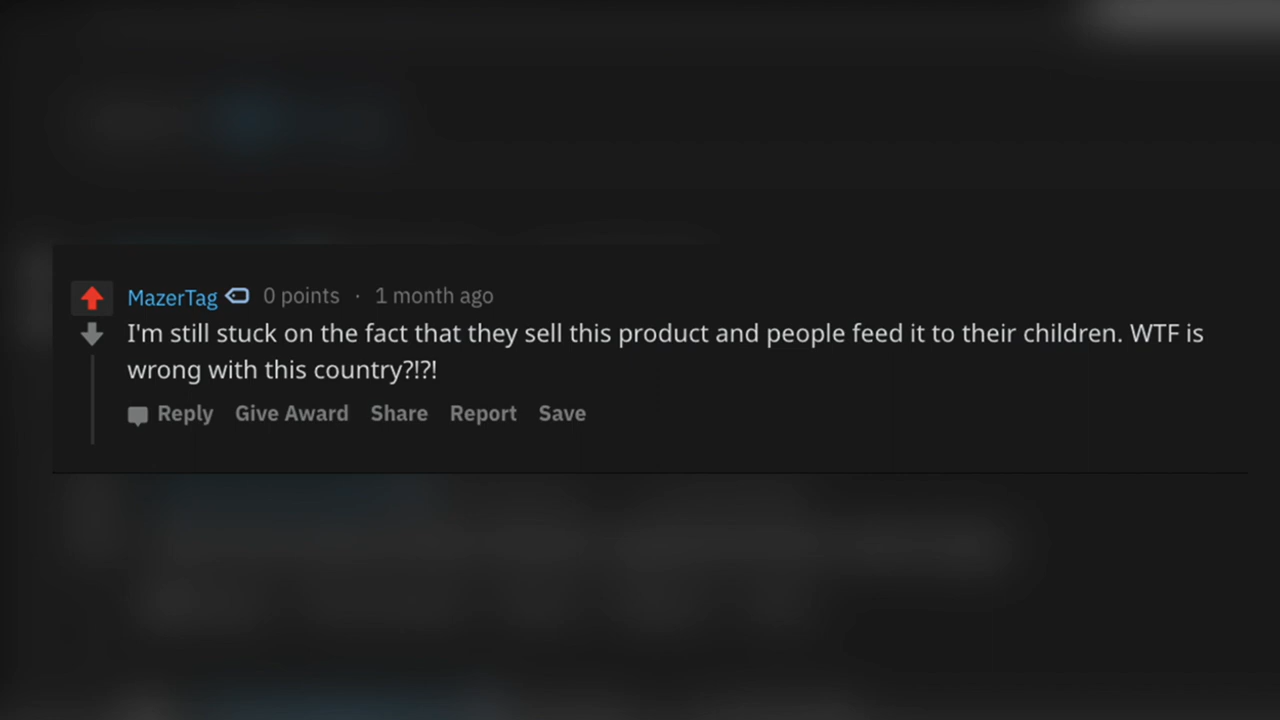 MazerTag 0 points · 1 month ago
I'm still stuck on the fact that they sell this product and people feed it to their children. WTF is
wrong with this country?!?!
Reply Give Award Share Report Save